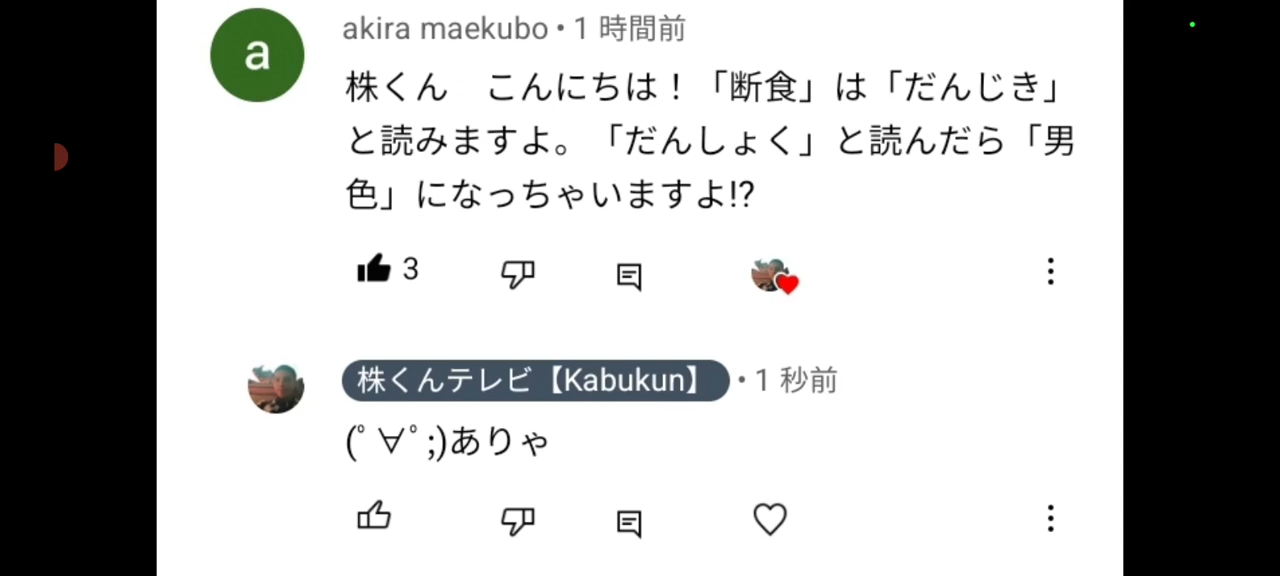 a
akira maekubo • 1 時間前
株くん　こんにちは！「断食」は「だんじき」
と読みますよ。「だんしょく」と読んだら「男
色」になっちゃいますよ!?
3
株くんテレビ【Kabukun】 • 1 秒前
(ﾟ∀ﾟ;)ありゃ